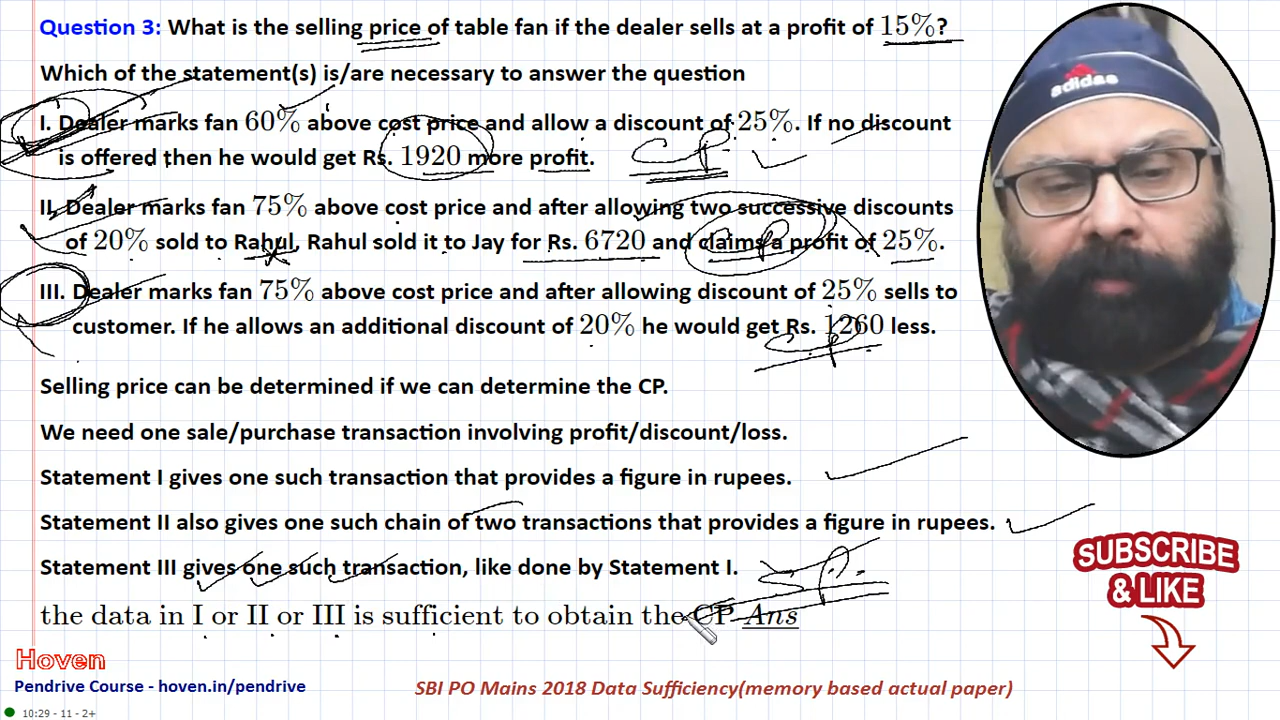 Question 3: What is the selling price of table fan if the dealer sells at a profit of 15%?
Which of the statement(s) is/are necessary to answer the question
I. Dealer marks fan 60% above cost price and allow a discount of 25%. If no discount
is offered then he would get Rs. 1920 more profit. CP
II. Dealer marks fan 75% above cost price and after allowing two successive discounts
of 20% sold to Rahul. Rahul sold it to Jay for Rs. 6720 and claims a profit of 25%.
III. Dealer marks fan 75% above cost price and after allowing discount of 25% sells to
customer. If he allows an additional discount of 20% he would get Rs. 1260 less.
Selling price can be determined if we can determine the CP.
We need one sale/purchase transaction involving profit/discount/loss.
Statement I gives one such transaction that provides a figure in rupees.
Statement II also gives one such chain of two transactions that provides a figure in rupees.
Statement III gives one such transaction, like done by Statement I.
the data in I or II or III is sufficient to obtain the CP Ans
adidas
SUBSCRIBE
& LIKE
Hoven
Pendrive Course - hoven.in/pendrive
SBI PO Mains 2018 Data Sufficiency(memory based actual paper)
10:29 - 11 - 2+